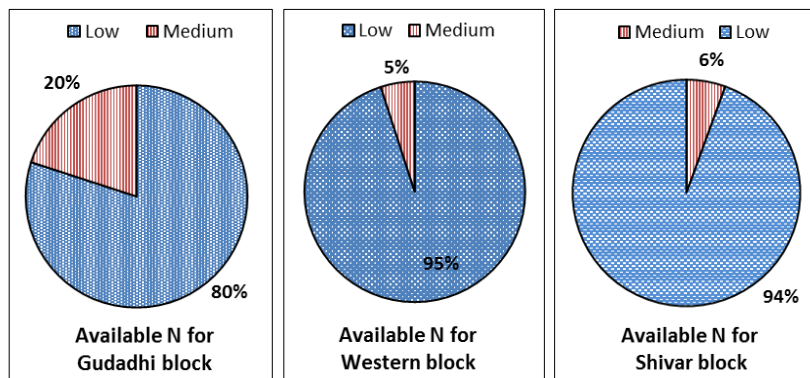 Low Medium
20%
80%
Available N for
Gudadhi block
Low Medium
5%
95%
Available N for
Western block
Medium Low
6%
94%
Available N for
Shivar block